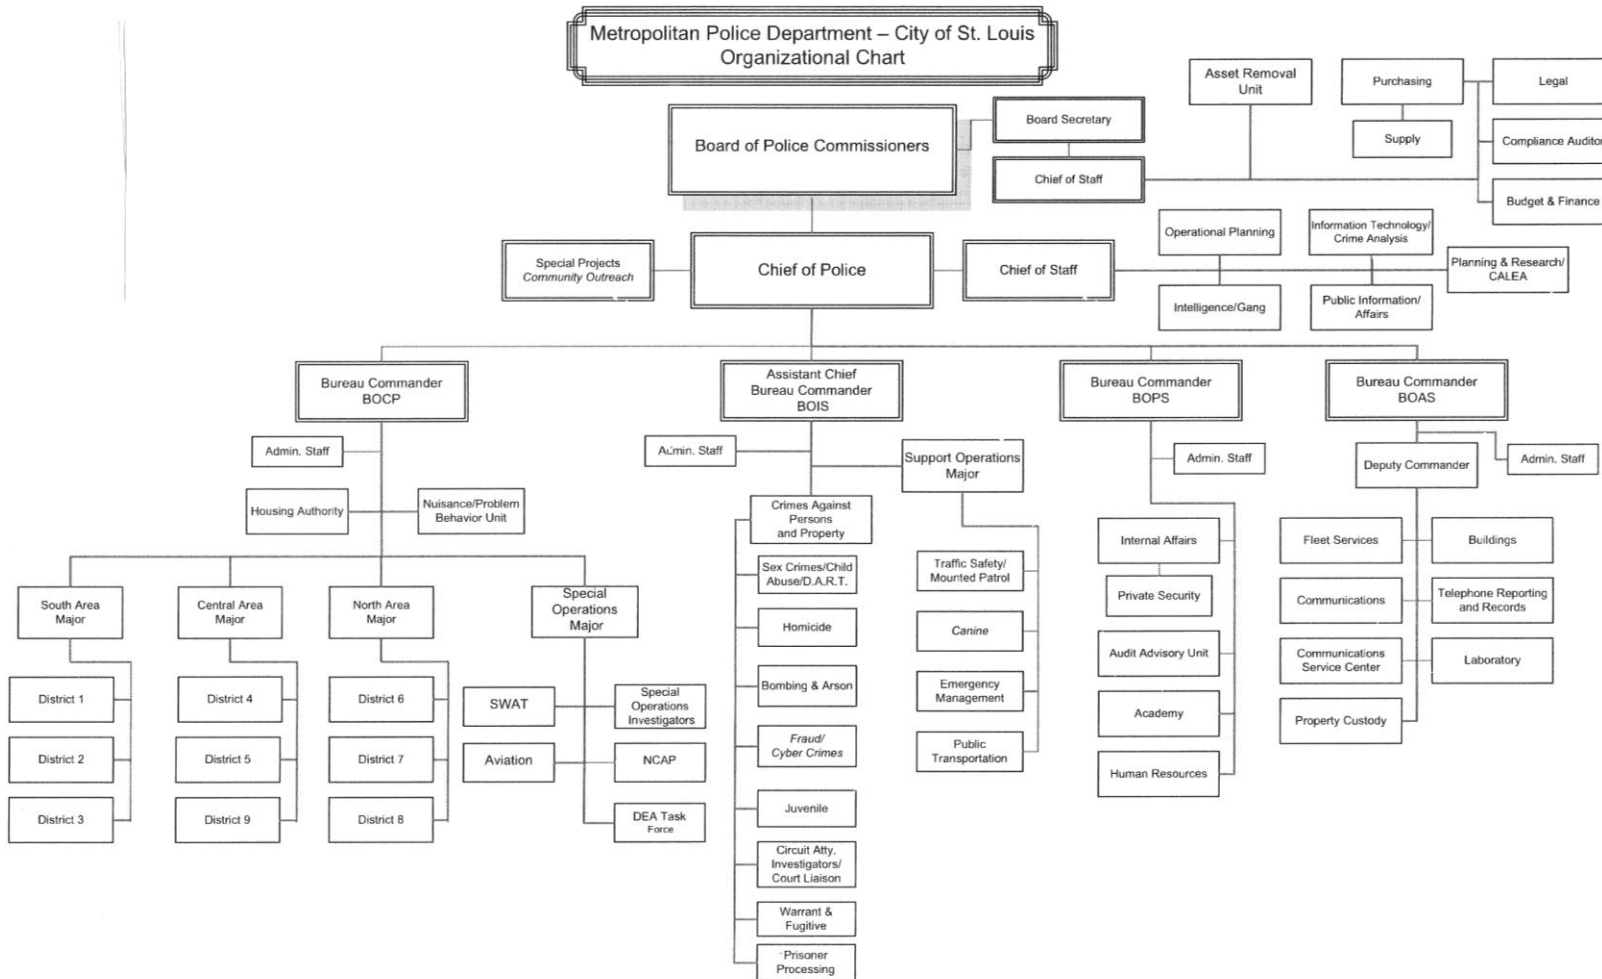 Metropolitan Police Department – City of St. Louis
Organizational Chart
Asset Removal
Unit
Purchasing
Legal
Supply
Compliance Auditor
Budget & Finance
Board of Police Commissioners
Board Secretary
Chief of Staff
Special Projects
Community Outreach
Chief of Police
Chief of Staff
Operational Planning
Information Technology/
Crime Analysis
Planning & Research/
CALEA
Intelligence/Gang
Public Information/
Affairs
Bureau Commander
BOCP
Assistant Chief
Bureau Commander
BOIS
Bureau Commander
BOPS
Bureau Commander
BOAS
Admin. Staff
Housing Authority
Nuisance/Problem
Behavior Unit
South Area
Major
Central Area
Major
North Area
Major
Special
Operations
Major
District 1
District 2
District 3
District 4
District 5
District 9
District 6
District 7
District 8
SWAT
Special
Operations
Investigators
Aviation
NCAP
DEA Task
Force
Admin. Staff
Support Operations
Major
Crimes Against
Persons
and Property
Sex Crimes/Child
Abuse/D.A.R.T.
Homicide
Bombing & Arson
Fraud/
Cyber Crimes
Juvenile
Circuit Atty.
Investigators/
Court Liaison
Warrant &
Fugitive
Prisoner
Processing
Traffic Safety/
Mounted Patrol
Canine
Emergency
Management
Public
Transportation
Admin. Staff
Internal Affairs
Private Security
Audit Advisory Unit
Academy
Human Resources
Deputy Commander
Admin. Staff
Fleet Services
Buildings
Communications
Telephone Reporting
and Records
Communications
Service Center
Laboratory
Property Custody